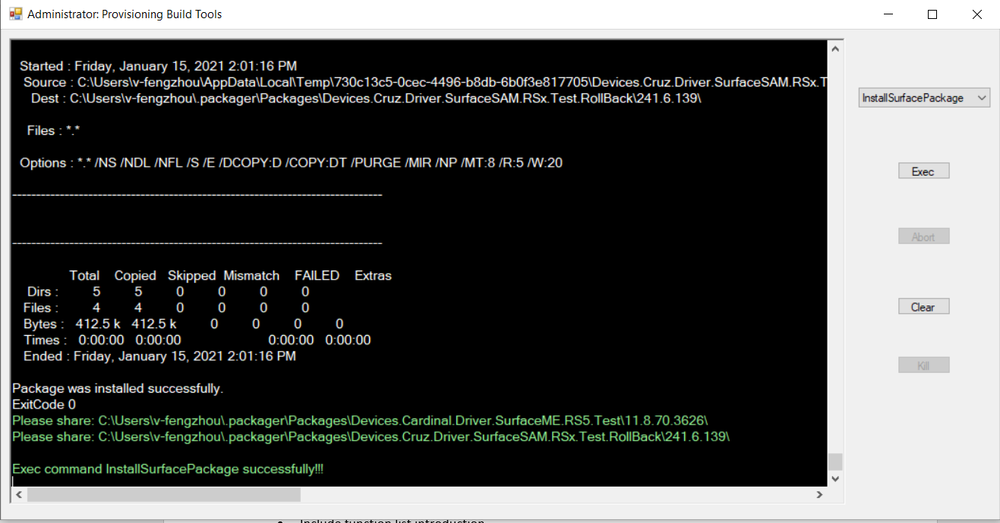 Administrator: Provisioning Build Tools
Started : Friday, January 15, 2021 2:01:16 PM
Source : C:\Users\v-fengzhou\AppData\Local\Temp\730c13c5-0cec-4496-b8db-6b0f3e817705\Devices.Cruz.Driver.SurfaceSAM.RSx.T
Dest : C:\Users\v-fengzhou\.packager\Packages\Devices.Cruz.Driver.SurfaceSAM.RSx.Test.RollBack\241.6.139\
Files : *.*
Options : *.* /NS /NDL /NFL /S /E /DCOPY:D /COPY:DT /PURGE /MIR /NP /MT:8 /R:5 /W:20
------------------------------------------------------------------------------
------------------------------------------------------------------------------
Total Copied Skipped Mismatch FAILED Extras
Dirs : 5 5 0 0 0 0
Files : 4 4 0 0 0 0
Bytes : 412.5 k 412.5 k 0 0 0 0
Times : 0:00:00 0:00:00 0:00:00 0:00:00
Ended : Friday, January 15, 2021 2:01:16 PM
Package was installed successfully.
ExitCode 0
Please share: C:\Users\v-fengzhou\.packager\Packages\Devices.Cardinal.Driver.SurfaceME.RS5.Test\11.8.70.3626\
Please share: C:\Users\v-fengzhou\.packager\Packages\Devices.Cruz.Driver.SurfaceSAM.RSx.Test.RollBack\241.6.139\
Exec command InstallSurfacePackage successfully!!!
InstallSurfacePackage
Exec
Abort
Clear
Kill
Include function list introduction